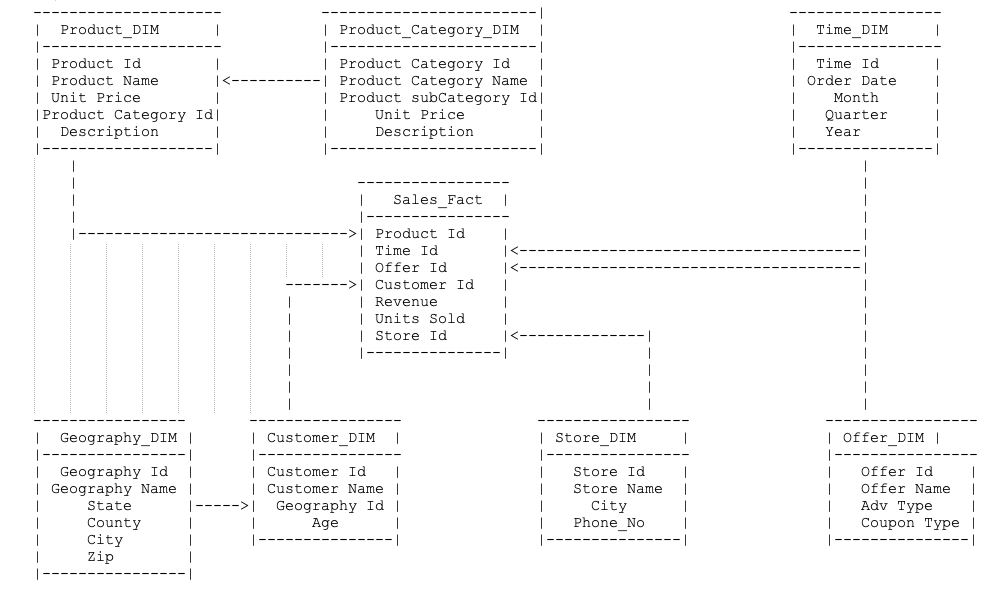 Product_DIM
Product Id
Product Name
Unit Price
Product Category Id
Description
Product_Category_DIM
Product Category Id
Product Category Name
Product subCategory Id
Unit Price
Description
Time_DIM
Time Id
Order Date
Month
Quarter
Year
Sales_Fact
Product Id
Time Id
Offer Id
Customer Id
Revenue
Units Sold
Store Id
Geography_DIM
Geography Id
Geography Name
State
County
City
Zip
Customer_DIM
Customer Id
Customer Name
Geography Id
Age
Store_DIM
Store Id
Store Name
City
Phone_No
Offer_DIM
Offer Id
Offer Name
Adv Type
Coupon Type